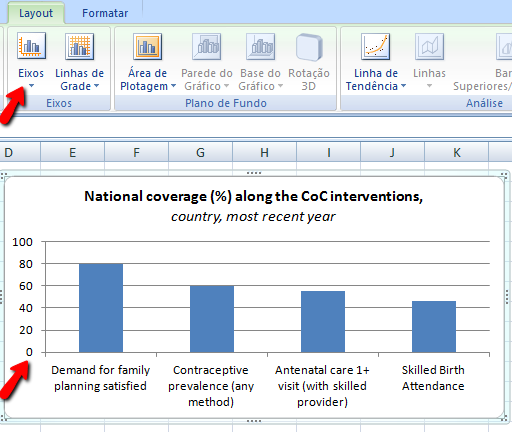 Layout Formatar
Eixos
Linhas de
Grade
Área de
Plotagem
Parede do
Gráfico
Base do
Gráfico
Rotação
3D
Linha de
Tendência
Linhas
Bar
Superiores/
Eixos Plano de Fundo Análise
D E F G H I J K
National coverage (%) along the CoC interventions,
country, most recent year
100
80
60
40
20
0
Demand for family
planning satisfied
Contraceptive
prevalence (any
method)
Antenatal care 1+
visit (with skilled
provider)
Skilled Birth
Attendance